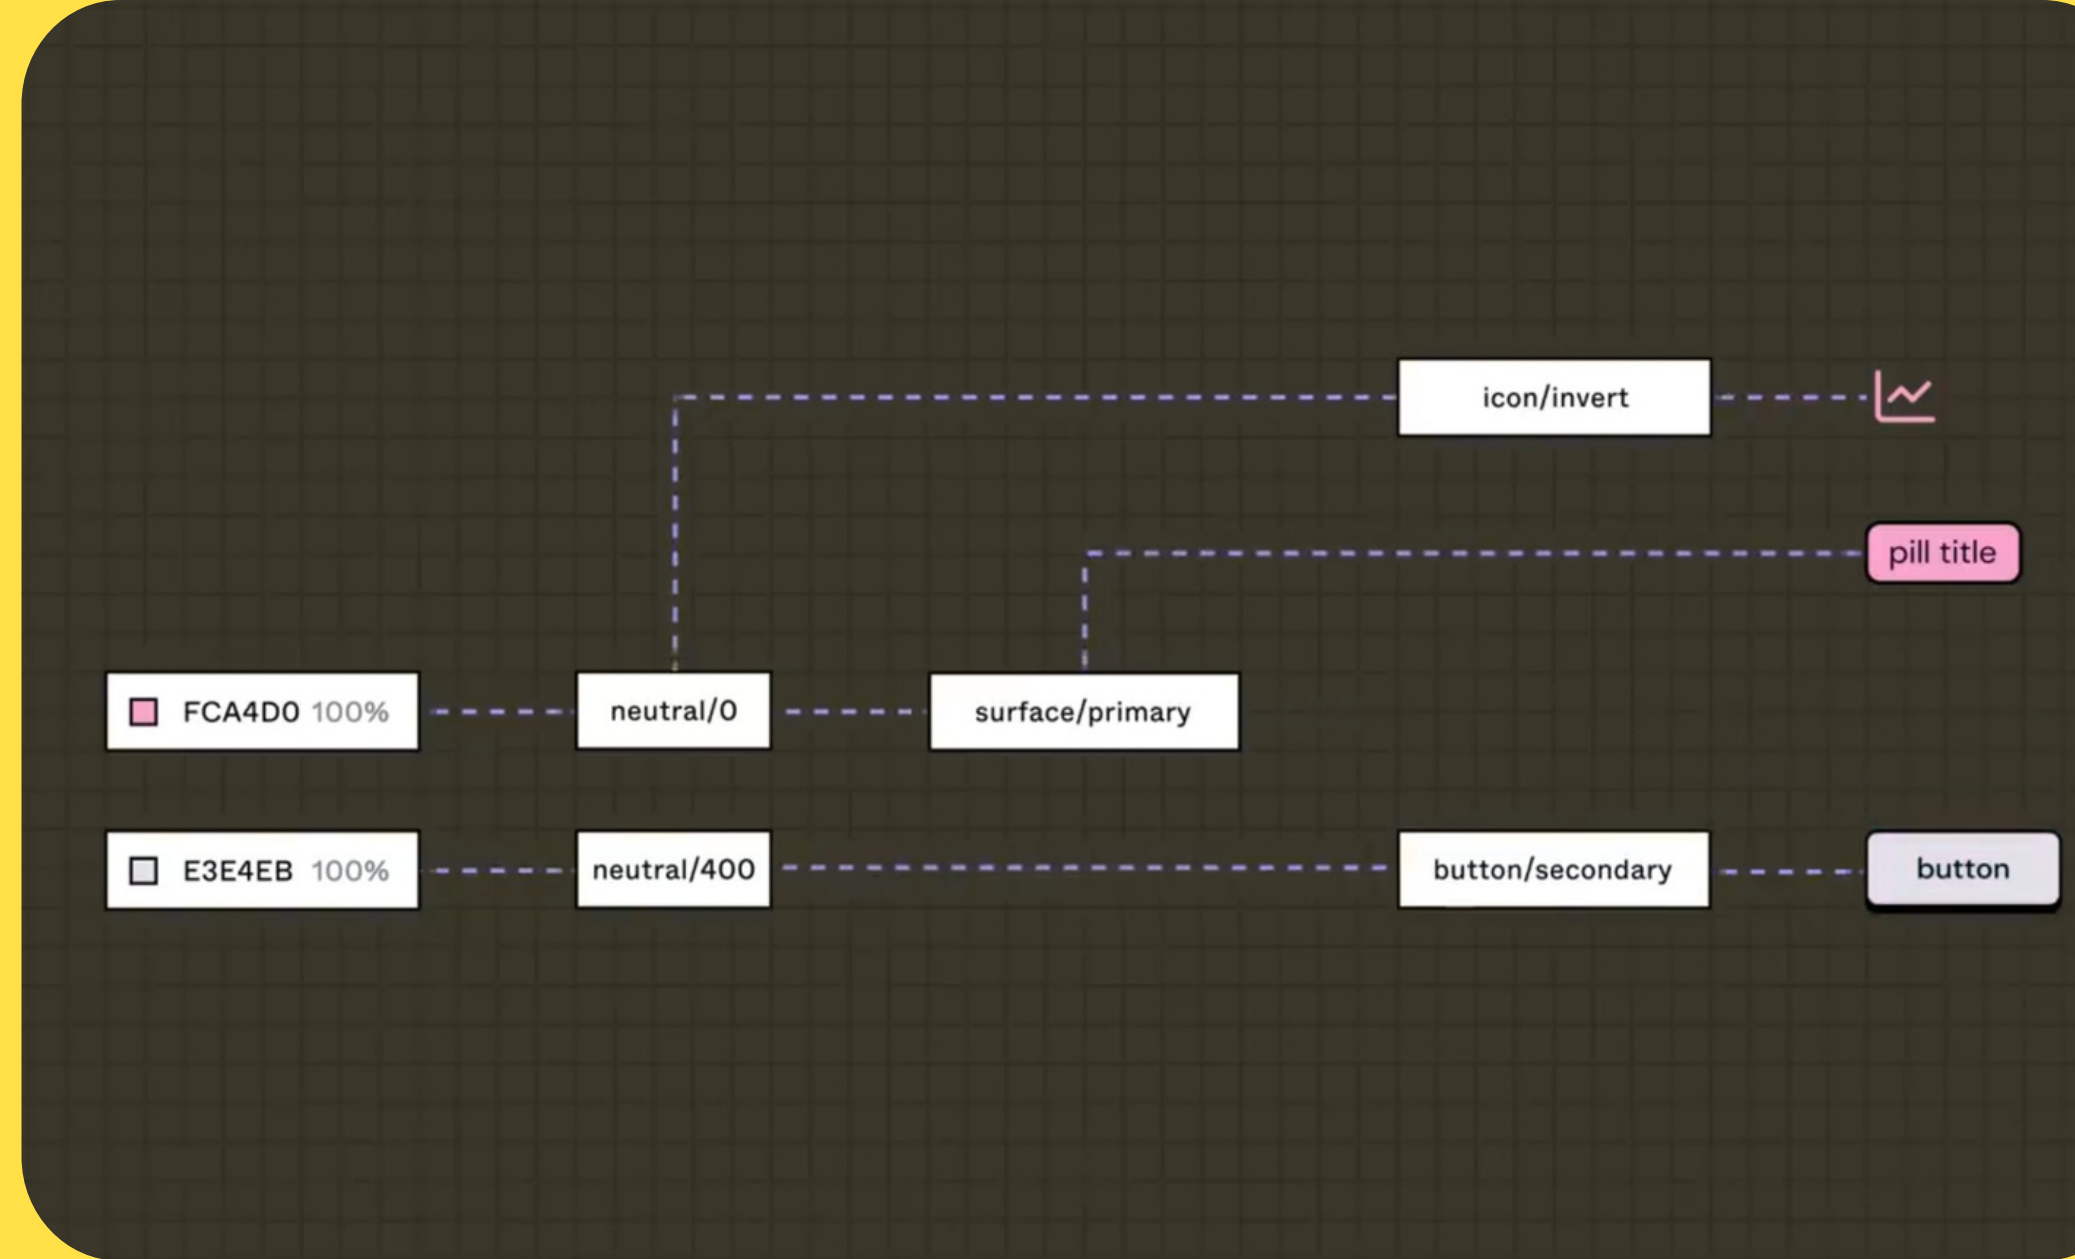 icon/invert
pill title
FCA4D0 100%
neutral/0
surface/primary
E3E4EB 100%
neutral/400
button/secondary
button